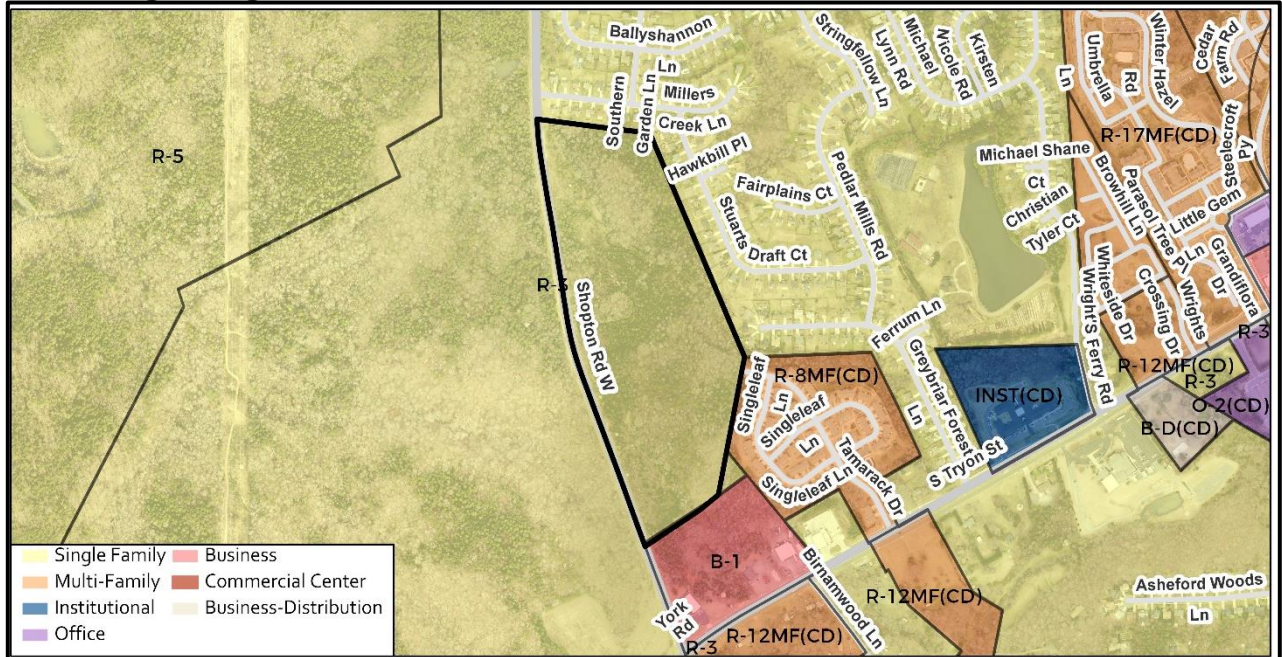 Ballyshannon
Ln
Southern
Garden Ln
Millers
Creek Ln
Stringfellow Ln
Lynn Rd
Michael
Nicole Rd
Kirsten
Ln
Umbrella
Rd
Winter Hazel
Cedar
Farm Rd
R-17MF(CD)
R-5
Hawkbill Pl
Fairplains Ct
Stuarts Draft Ct
Pedlar Mills Rd
Michael Shane
Ct
Christian
Tyler Ct
Browhill Ln
Parasol Tree Pl
Steelecroft
Py
Little Gem
Ln
Grandiflora
Dr
Whiteside Dr
Crossing Dr
Wrights
Wright'S Ferry Rd
R-3
Shopton Rd W
Ferrum Ln
Greybriar Forest
Ln
R-8MF(CD)
Singleleaf
Ln
Singleleaf
Ln
Singleleaf Ln
Tamarack Dr
S Tryon St
INST(CD)
R-12MF(CD)
R-3
R-3
O-2(CD)
B-D(CD)
B-1
Birnamwood Ln
York
Rd
R-3
R-12MF(CD)
R-12MF(CD)
Asheford Woods
Ln
Single Family
Business
Multi-Family
Commercial Center
Institutional
Business-Distribution
Office